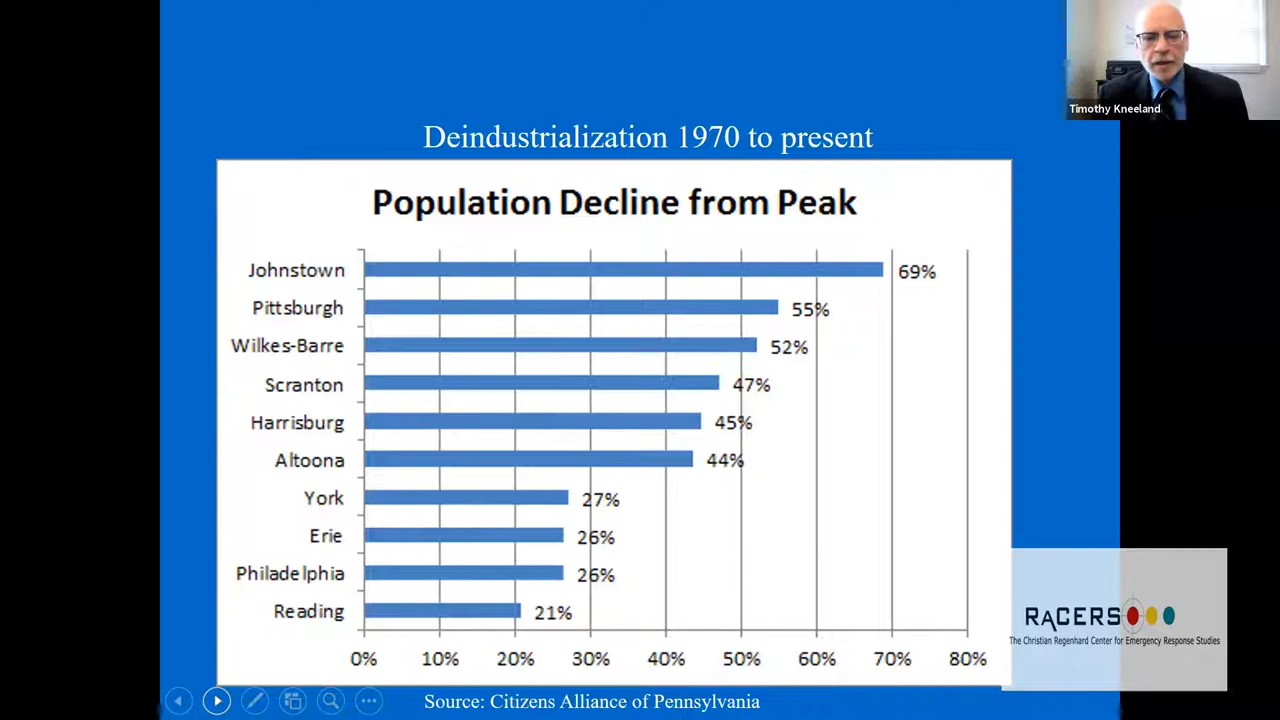 Timothy Kneeland
Deindustrialization 1970 to present
Population Decline from Peak
Johnstown 69%
Pittsburgh 55%
Wilkes-Barre 52%
Scranton 47%
Harrisburg 45%
Altoona 44%
York 27%
Erie 26%
Philadelphia 26%
Reading 21%
0% 10% 20% 30% 40% 50% 60% 70% 80%
RACERS
The Christian Regenhard Center for Emergency Response Studies
Source: Citizens Alliance of Pennsylvania